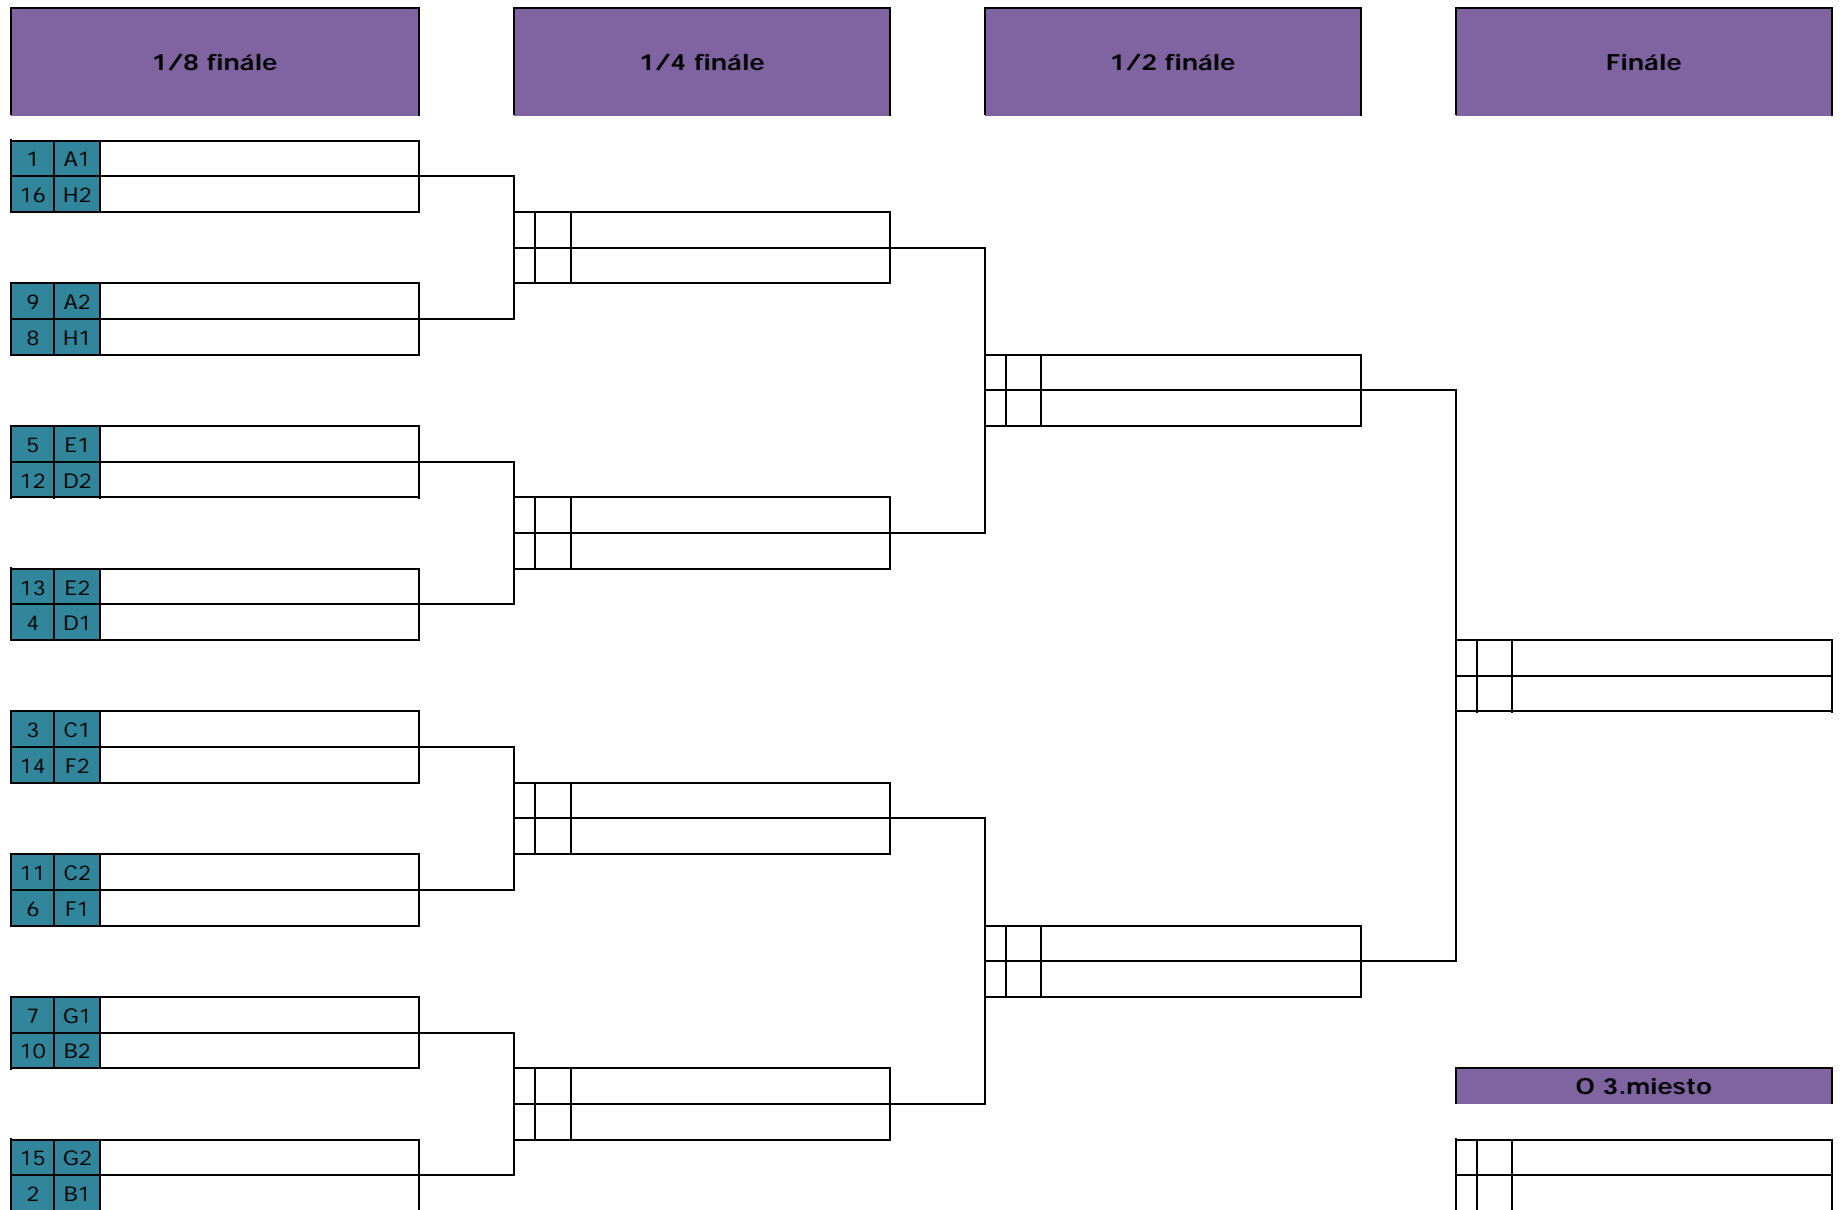 1/8 finále 1/4 finále 1/2 finále Finále
1 A1
16 H2
9 A2
8 H1
5 E1
12 D2
13 E2
4 D1
3 C1
14 F2
11 C2
6 F1
7 G1
10 B2
O 3.miesto
15 G2
2 B1